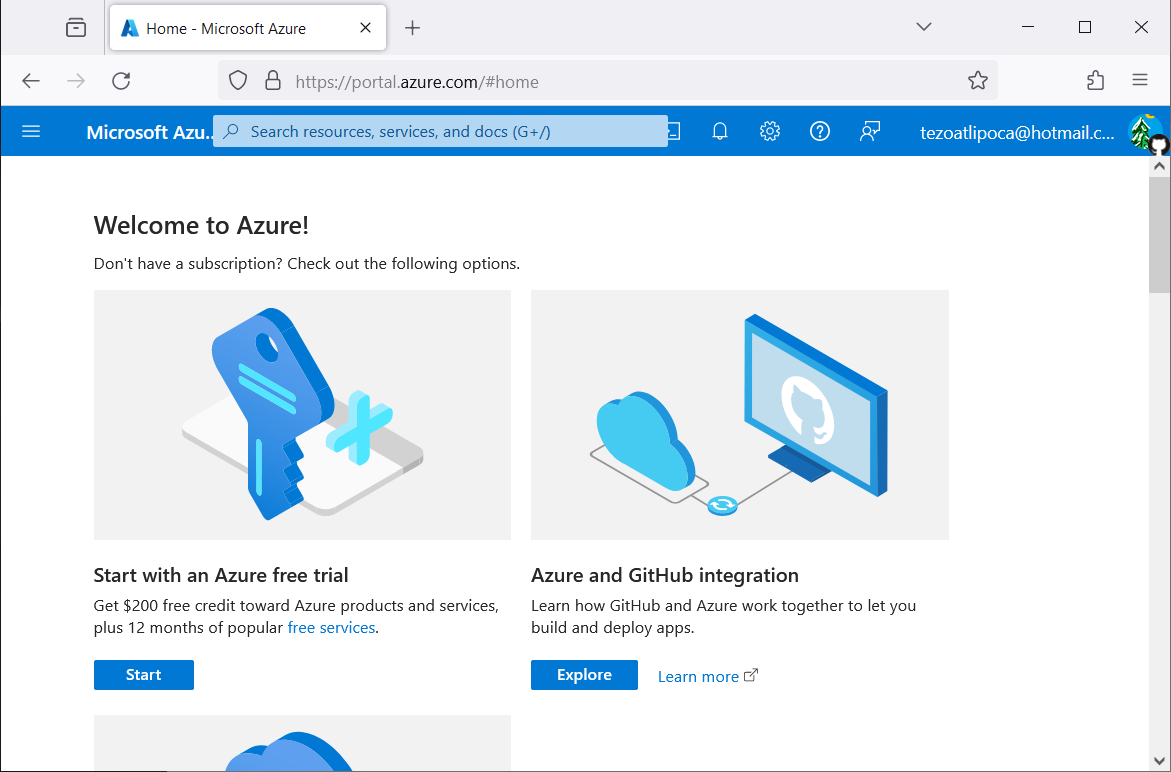 Home - Microsoft Azure
https://portal.azure.com/#home
Microsoft Azu...
Search resources, services, and docs (G+/)
tezoatlipoca@hotmail.c...
Welcome to Azure!
Don't have a subscription? Check out the following options.
Start with an Azure free trial
Get $200 free credit toward Azure products and services,
plus 12 months of popular free services.
Start
Azure and GitHub integration
Learn how GitHub and Azure work together to let you
build and deploy apps.
Explore
Learn more